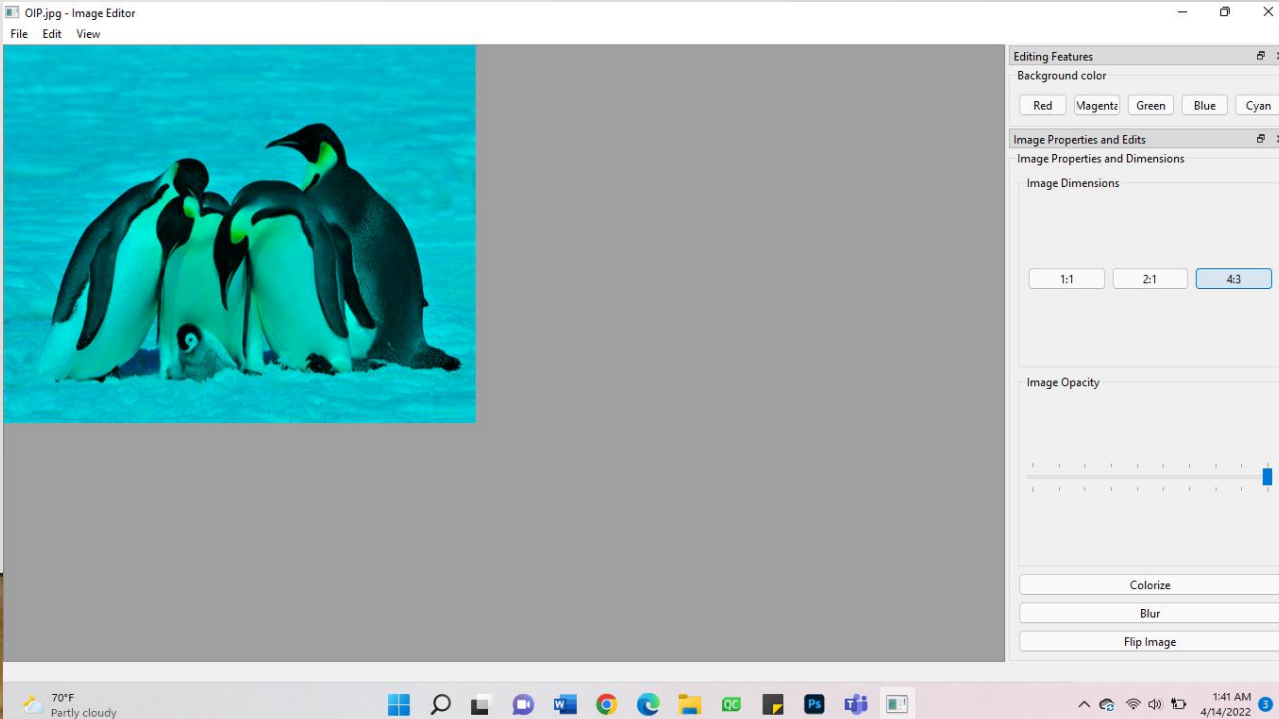 OIP.jpg - Image Editor
File Edit View
Editing Features
Background color
Red Magenta Green Blue Cyan
Image Properties and Edits
Image Properties and Dimensions
Image Dimensions
1:1 2:1 4:3
Image Opacity
Colorize
Blur
Flip Image
70°F
Partly cloudy
W QC Ps
1:41 AM
4/14/2022 3